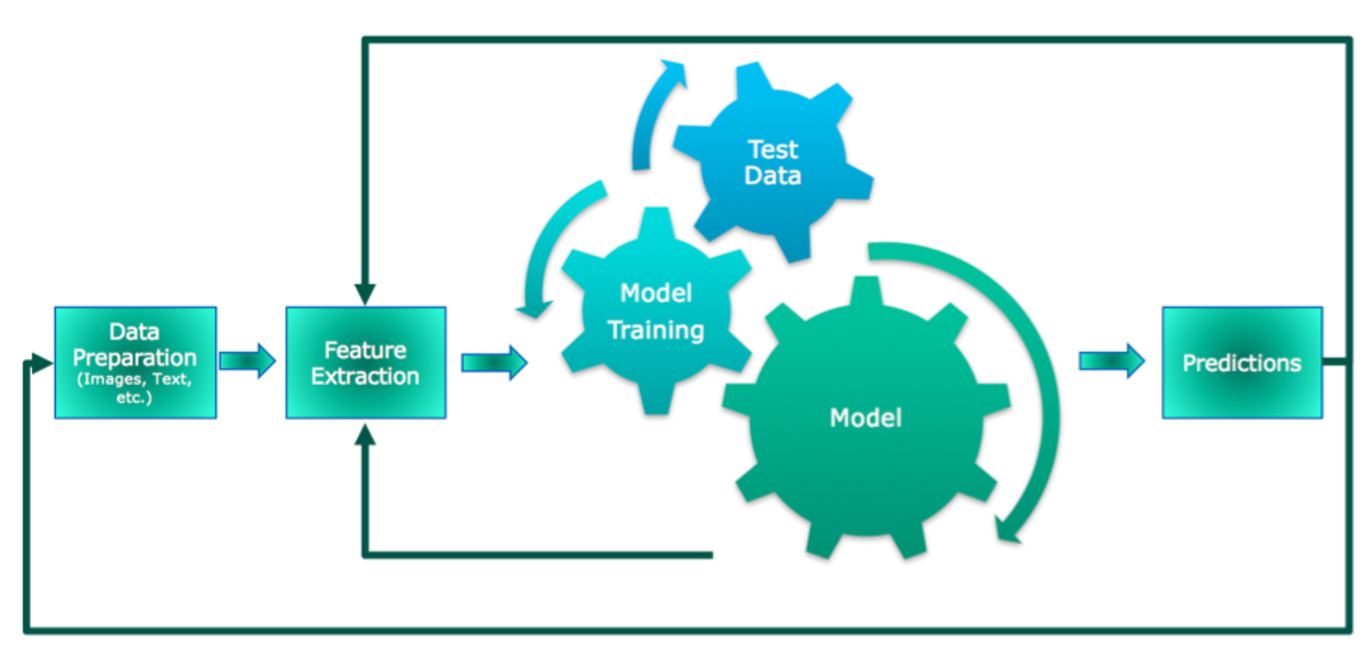 Data
Preparation
(Images, Text,
etc.)
Feature
Extraction
Test
Data
Model
Training
Model
Predictions